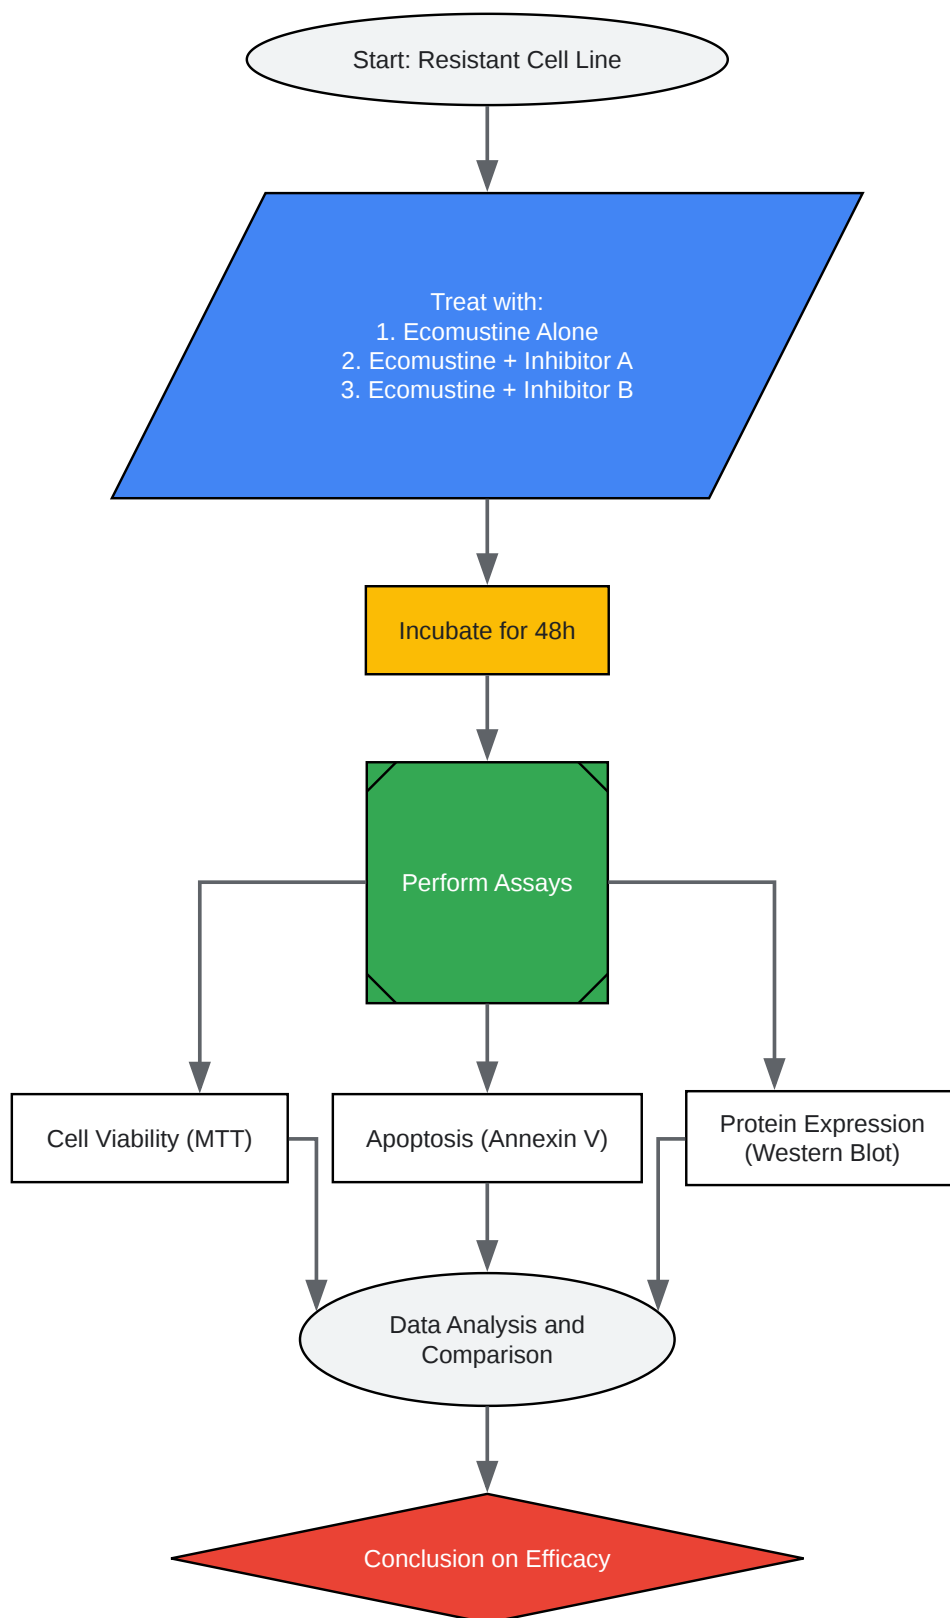 Start: Resistant Cell Line
Treat with:
1. Ecomustine Alone
2. Ecomustine + Inhibitor A
3. Ecomustine + Inhibitor B
Incubate for 48h
Perform Assays
Cell Viability (MTT)
Apoptosis (Annexin V)
Protein Expression
(Western Blot)
Data Analysis and
Comparison
Conclusion on Efficacy